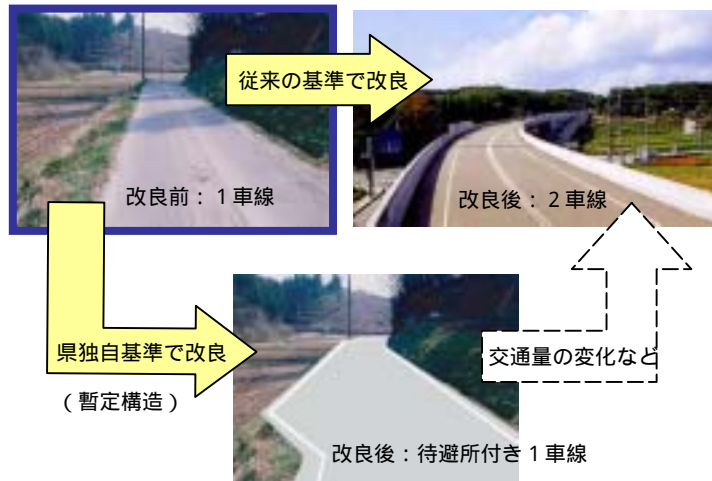 従来の基準で改良
改良前：１車線
改良後：２車線
県独自基準で改良
（暫定構造）
交通量の変化など
改良後：待避所付き１車線